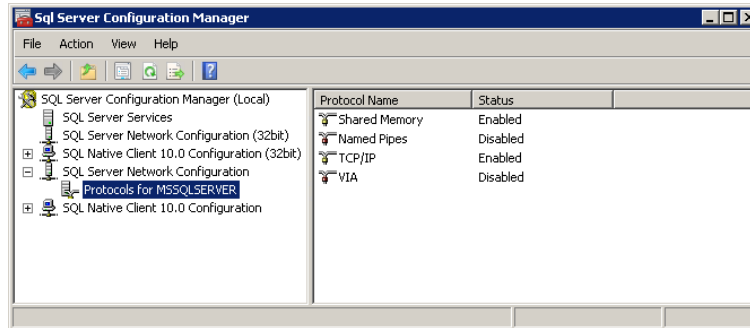 Sql Server Configuration Manager
File Action View Help
SQL Server Configuration Manager (Local)
SQL Server Services
SQL Server Network Configuration (32bit)
SQL Native Client 10.0 Configuration (32bit)
SQL Server Network Configuration
Protocols for MSSQLSERVER
SQL Native Client 10.0 Configuration
Protocol Name Status
Shared Memory Enabled
Named Pipes Disabled
TCP/IP Enabled
VIA Disabled